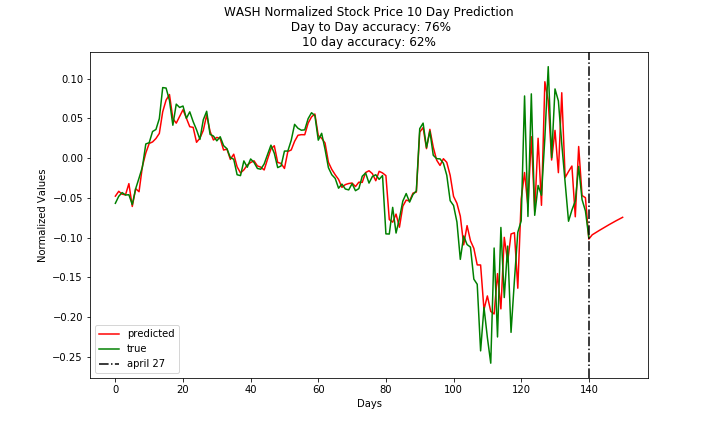 WASH Normalized Stock Price 10 Day Prediction
Day to Day accuracy: 76%
10 day accuracy: 62%
Normalized Values
0.10
0.05
0.00
−0.05
−0.10
−0.15
−0.20
−0.25
predicted
true
april 27
0 20 40 60 80 100 120 140
Days